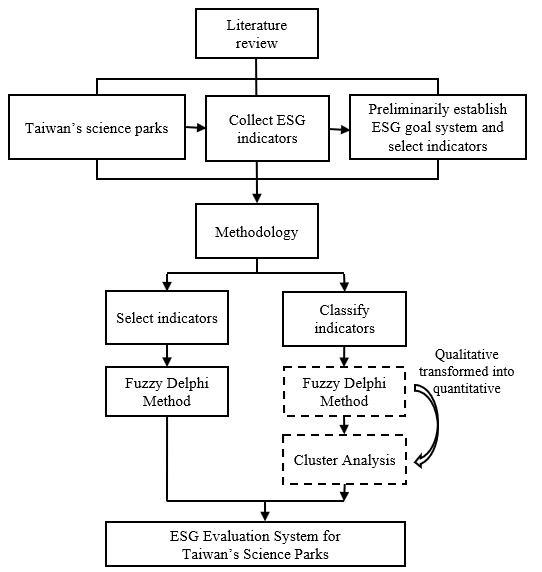 Literature
review
Taiwan's science parks
Collect ESG
indicators
Preliminarily establish
ESG goal system and
select indicators
Methodology
Select indicators
Classify
indicators
Fuzzy Delphi
Method
Fuzzy Delphi
Method
Qualitative
transformed into
quantitative
Cluster Analysis
ESG Evaluation System for
Taiwan's Science Parks